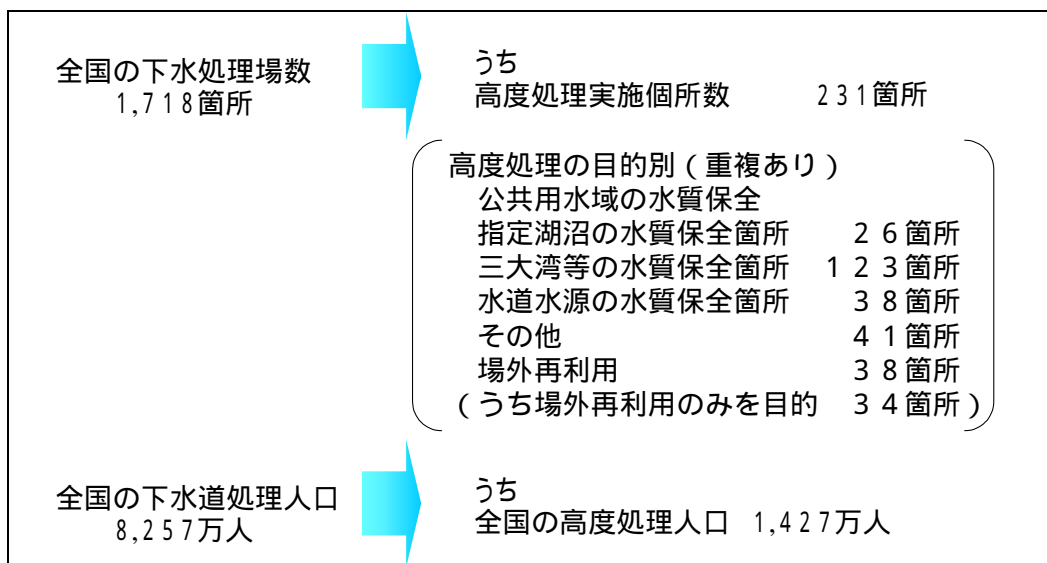 全国の下水処理場数
1,718箇所
うち
高度処理実施個所数 231箇所
高度処理の目的別(重複あり)
公共用水域の水質保全
指定湖沼の水質保全箇所 26箇所
三大湾等の水質保全箇所 123箇所
水道水源の水質保全箇所 38箇所
その他 41箇所
場外再利用 38箇所
(うち場外再利用のみを目的 34箇所)
全国の下水道処理人口
8,257万人
うち
全国の高度処理人口 1,427万人